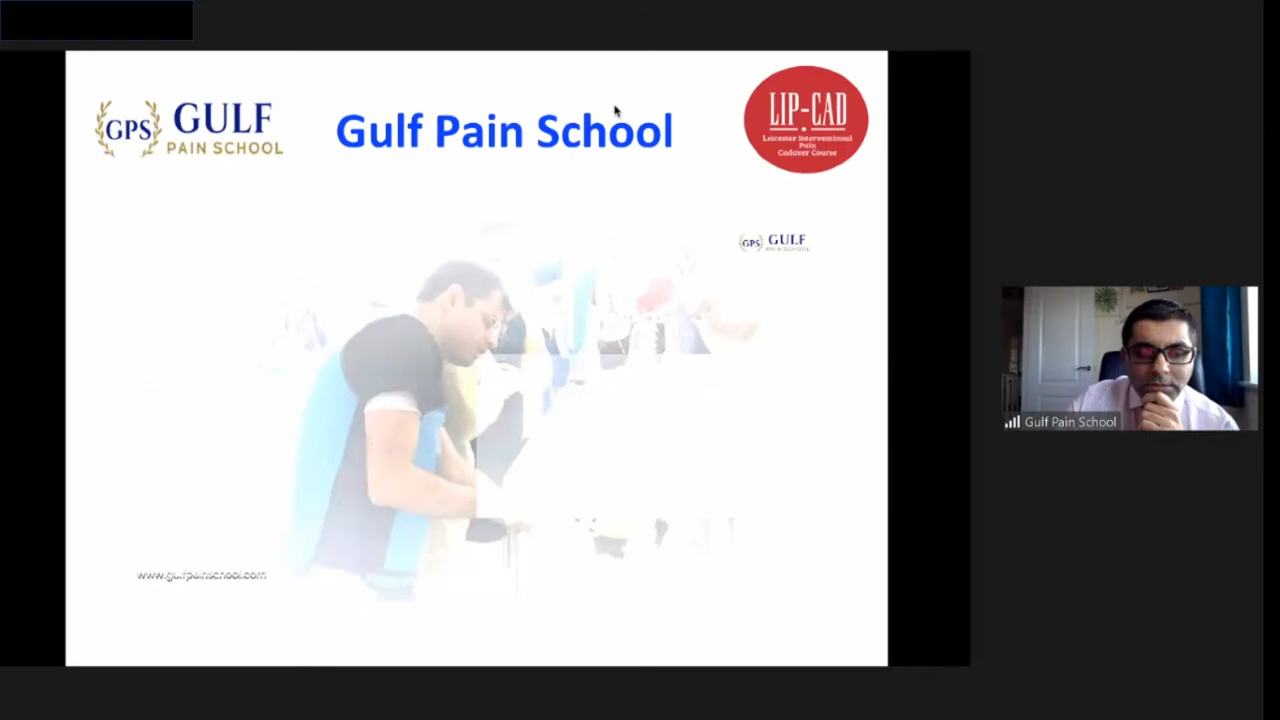 GPS GULF
PAIN SCHOOL
Gulf Pain School
LIP-CAD
Leicester Interventional
Pain
Cadaver Course
GPS GULF
PAIN SCHOOL
www.gulfpainschool.com
Gulf Pain School